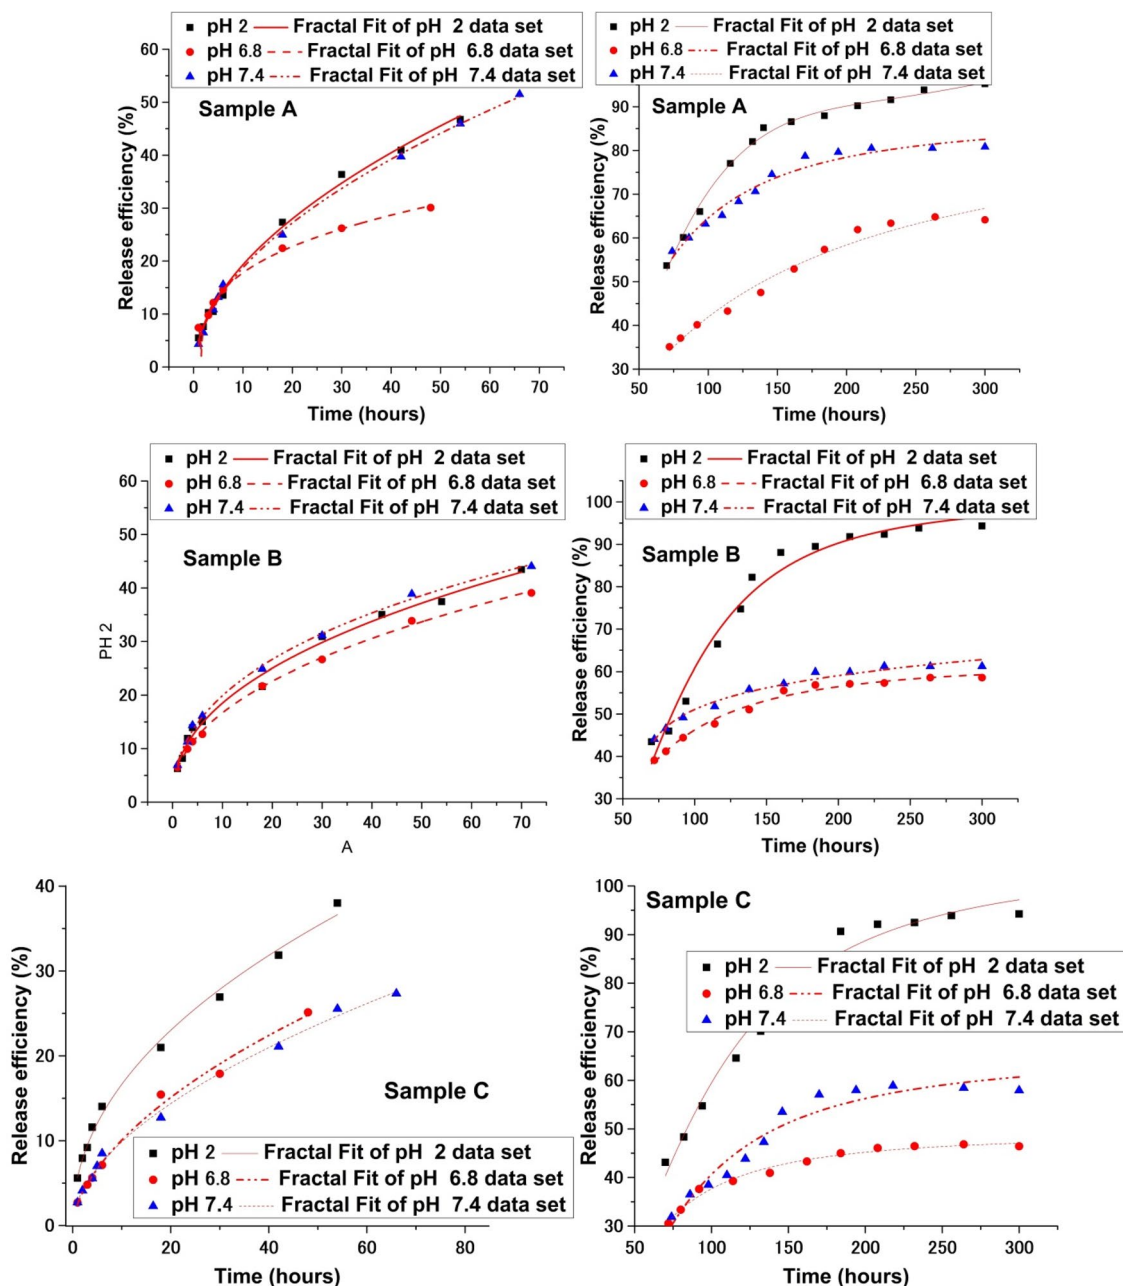 pH 2 Fractal Fit of pH 2 data set
pH 6.8 Fractal Fit of pH 6.8 data set
pH 7.4 Fractal Fit of pH 7.4 data set
Sample A
Release efficiency (%)
60
50
40
30
20
10
0
0 10 20 30 40 50 60 70
Time (hours)
pH 2 Fractal Fit of pH 2 data set
pH 6.8 Fractal Fit of pH 6.8 data set
pH 7.4 Fractal Fit of pH 7.4 data set
Sample A
Release efficiency (%)
90
80
70
60
50
40
30
50 100 150 200 250 300
Time (hours)
pH 2 Fractal Fit of pH 2 data set
pH 6.8 Fractal Fit of pH 6.8 data set
pH 7.4 Fractal Fit of pH 7.4 data set
Sample B
PH 2
60
50
40
30
20
10
0
0 10 20 30 40 50 60 70
A
pH 2 Fractal Fit of pH 2 data set
pH 6.8 Fractal Fit of pH 6.8 data set
pH 7.4 Fractal Fit of pH 7.4 data set
Sample B
Release efficiency (%)
100
90
80
70
60
50
40
30
50 100 150 200 250 300
Time (hours)
Release efficiency (%)
40
30
20
10
0
Sample C
pH 2 Fractal Fit of pH 2 data set
pH 6.8 Fractal Fit of pH 6.8 data set
pH 7.4 Fractal Fit of pH 7.4 data set
0 20 40 60 80
Time (hours)
Sample C
Release efficiency (%)
100
90
80
70
60
50
40
30
pH 2 Fractal Fit of pH 2 data set
pH 6.8 Fractal Fit of pH 6.8 data set
pH 7.4 Fractal Fit of pH 7.4 data set
50 100 150 200 250 300
Time (hours)